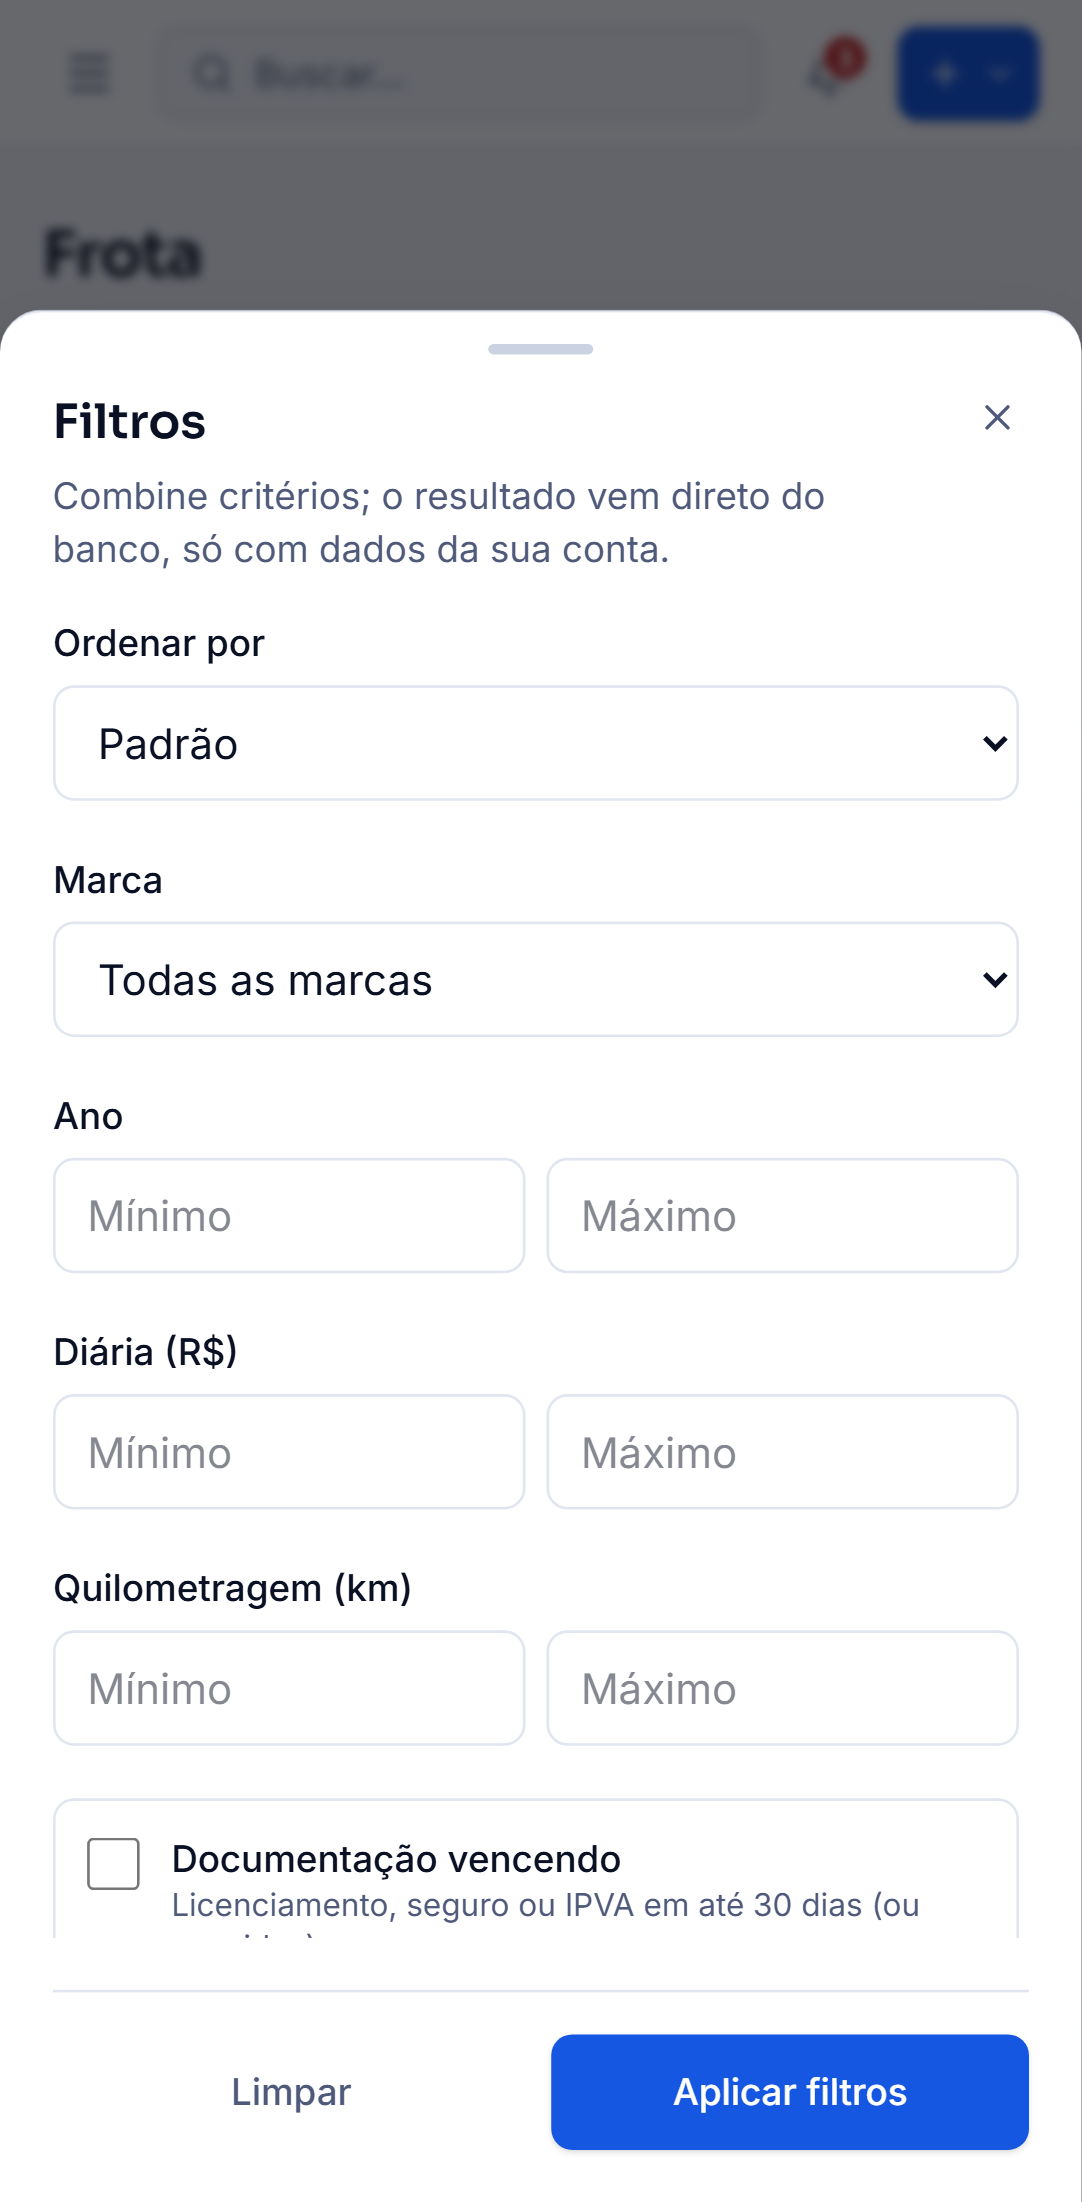 Buscar...
Frota
Filtros
Combine critérios; o resultado vem direto do
banco, só com dados da sua conta.
Ordenar por
Padrão
Marca
Todas as marcas
Ano
Mínimo Máximo
Diária (R$)
Mínimo Máximo
Quilometragem (km)
Mínimo Máximo
Documentação vencendo
Licenciamento, seguro ou IPVA em até 30 dias (ou
Limpar Aplicar filtros